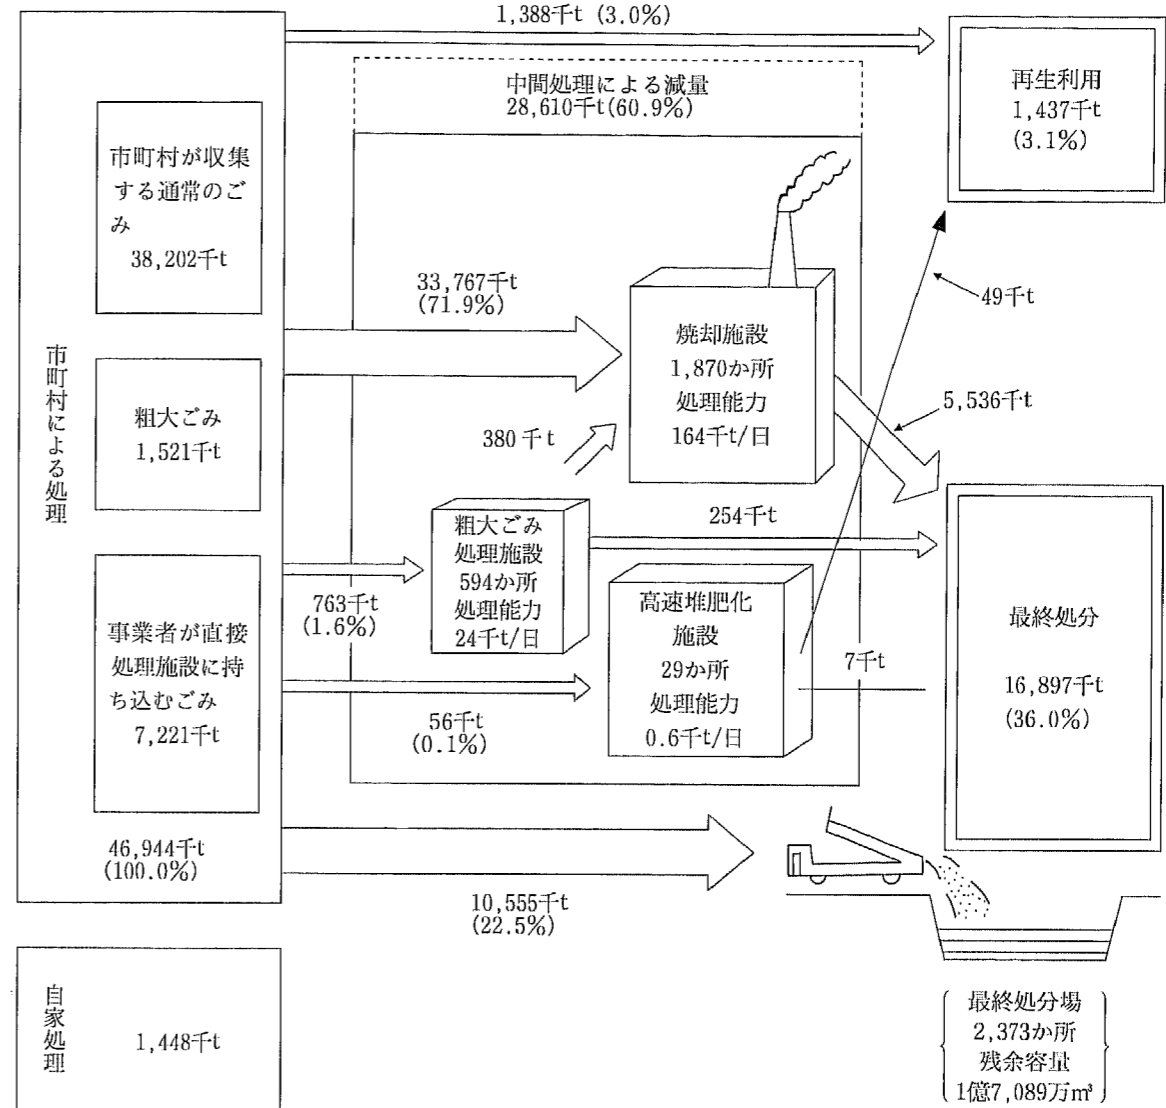 1,388千t (3.0%)
中間処理による減量
28,610千t(60.9%)
再生利用
1,437千t
(3.1%)
市町村による処理
市町村が収集
する通常のご
み
38,202千t
粗大ごみ
1,521千t
事業者が直接
処理施設に持
ち込むごみ
7,221千t
46,944千t
(100.0%)
33,767千t
(71.9%)
焼却施設
1,870か所
処理能力
164千t/日
49千t
5,536千t
380千t
粗大ごみ
処理施設
594か所
処理能力
24千t/日
254千t
763千t
(1.6%)
高速堆肥化
施設
29か所
処理能力
0.6千t/日
7千t
56千t
(0.1%)
最終処分
16,897千t
(36.0%)
10,555千t
(22.5%)
自家処理
1,448千t
最終処分場
2,373か所
残余容量
1億7,089万m³